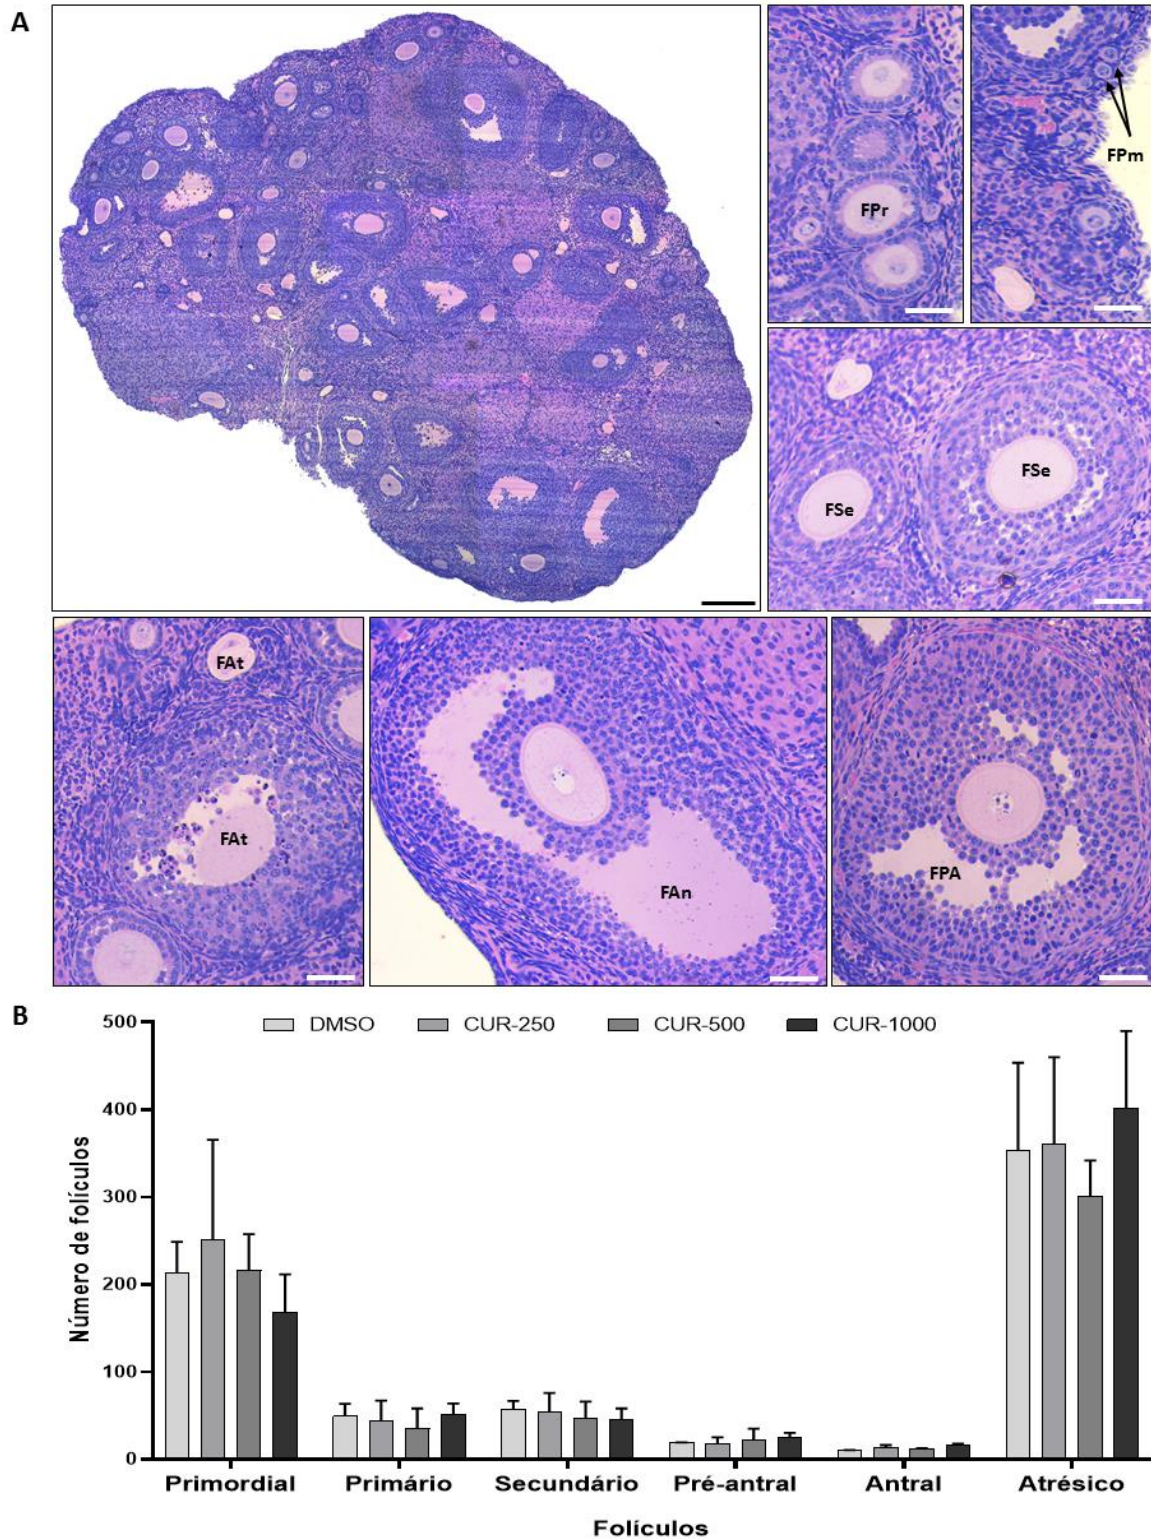 A
FPr
FPm
FSe
FSe
FAt
FAt
FAn
FPA
B
DMSO CUR-250 CUR-500 CUR-1000
Número de folículos
500
400
300
200
100
0
Primordial Primário Secundário Pré-antral Antral Atrésico
Folículos